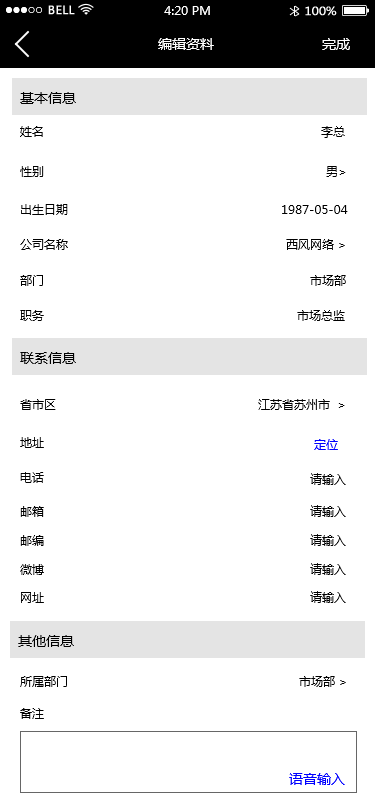 BELL 4:20 PM 100%
编辑资料 完成
基本信息
姓名 李总
性别 男>
出生日期 1987-05-04
公司名称 西风网络 >
部门 市场部
职务 市场总监
联系信息
省市区 江苏省苏州市 >
地址 定位
电话 请输入
邮箱 请输入
邮编 请输入
微博 请输入
网址 请输入
其他信息
所属部门 市场部 >
备注
语音输入